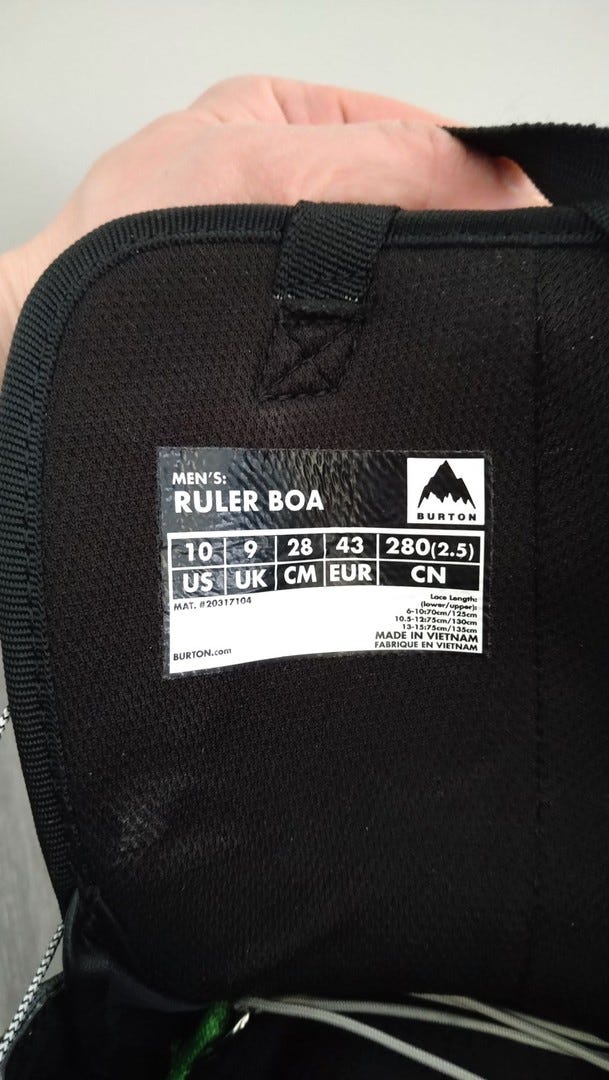 MEN'S:
RULER BOA
BURTON
10 9 28 43 280(2.5)
US UK CM EUR CN
MAT. #20317104
Lace Length:
(lower/upper):
6-10:70cm/125cm
10.5-12:75cm/130cm
13-15:75cm/135cm
MADE IN VIETNAM
FABRIQUE EN VIETNAM
BURTON.com